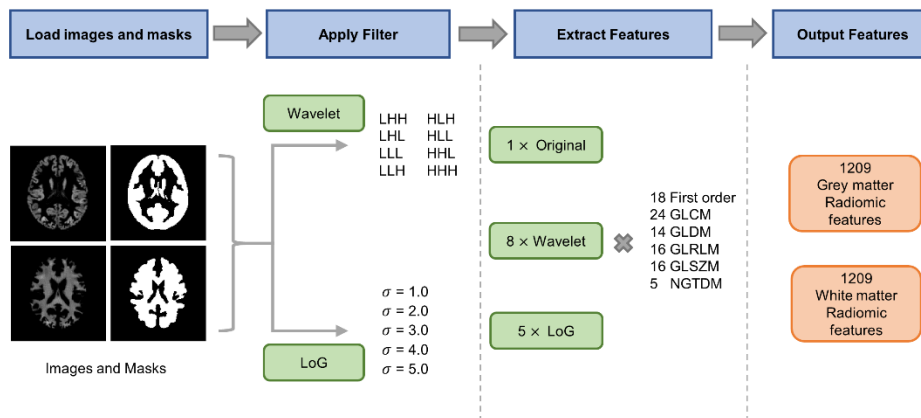 Load images and masks
Apply Filter
Extract Features
Output Features
Wavelet
LHH HLH
LHL HLL
LLL HHL
LLH HHH
σ = 1.0
σ = 2.0
σ = 3.0
σ = 4.0
σ = 5.0
LoG
Images and Masks
1 × Original
8 × Wavelet
5 × LoG
18 First order
24 GLCM
14 GLDM
16 GLRLM
16 GLSZM
5 NGTDM
1209
Grey matter
Radiomic
features
1209
White matter
Radiomic
features